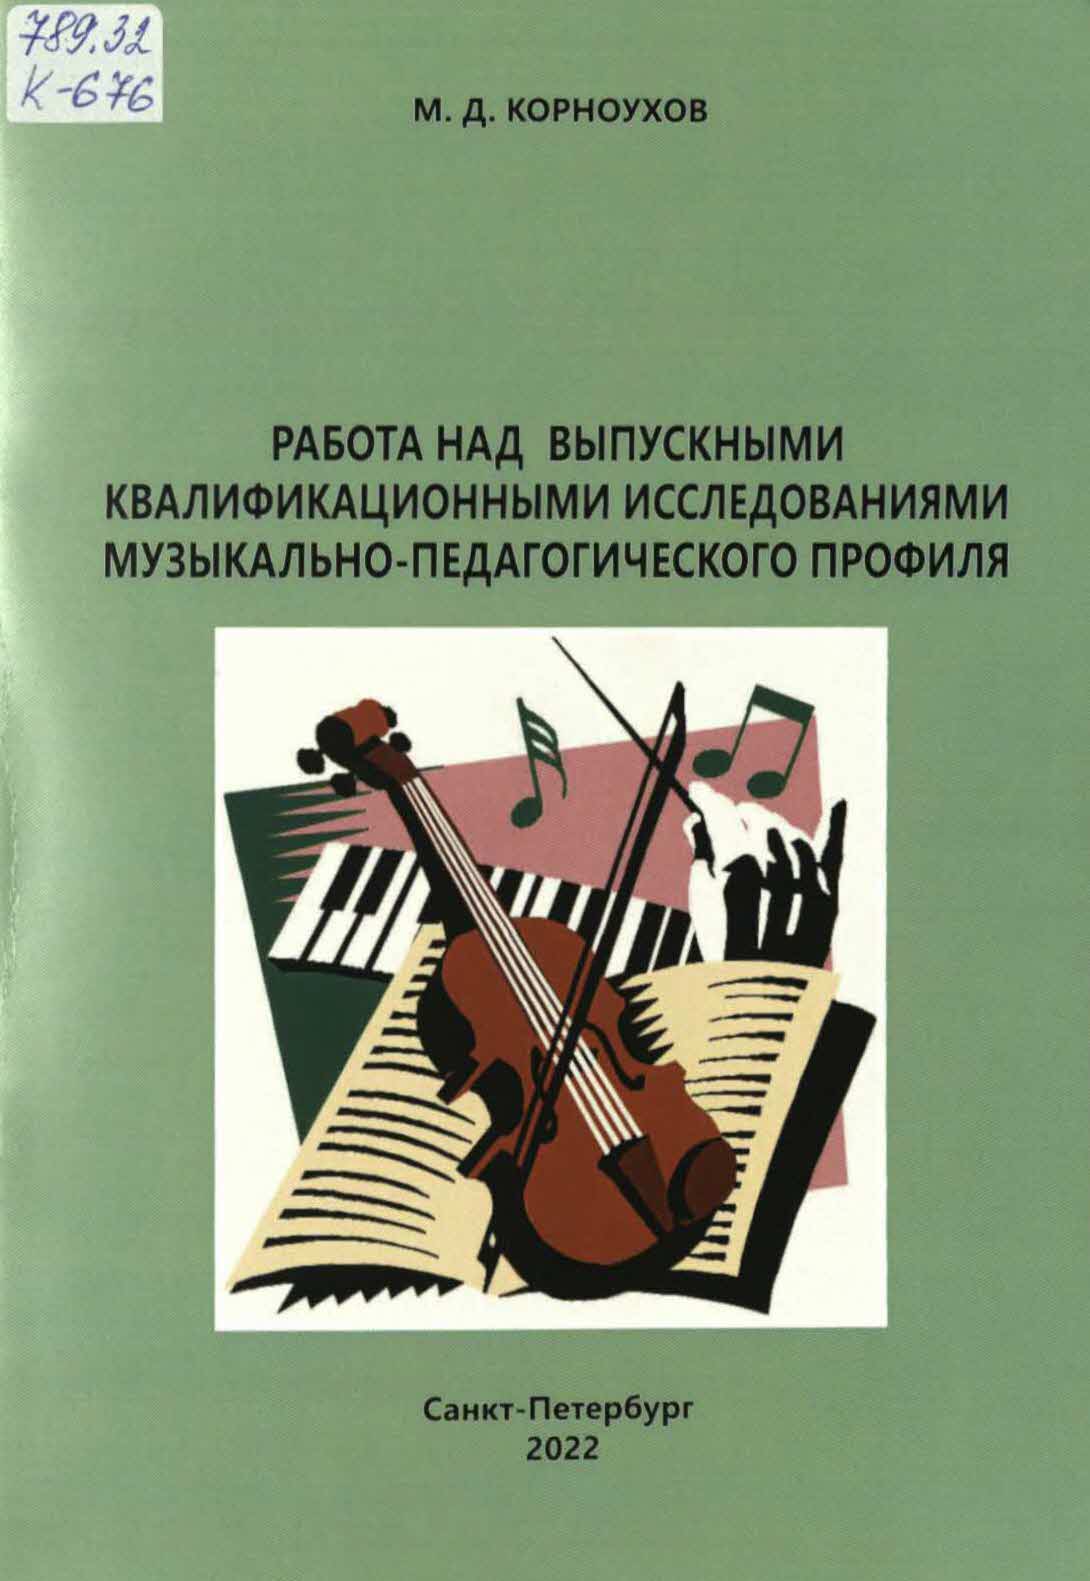 789.32
К-676
М. Д. КОРНОУХОВ
РАБОТА НАД ВЫПУСКНЫМИ
КВАЛИФИКАЦИОННЫМИ ИССЛЕДОВАНИЯМИ
МУЗЫКАЛЬНО-ПЕДАГОГИЧЕСКОГО ПРОФИЛЯ
Санкт-Петербург
2022